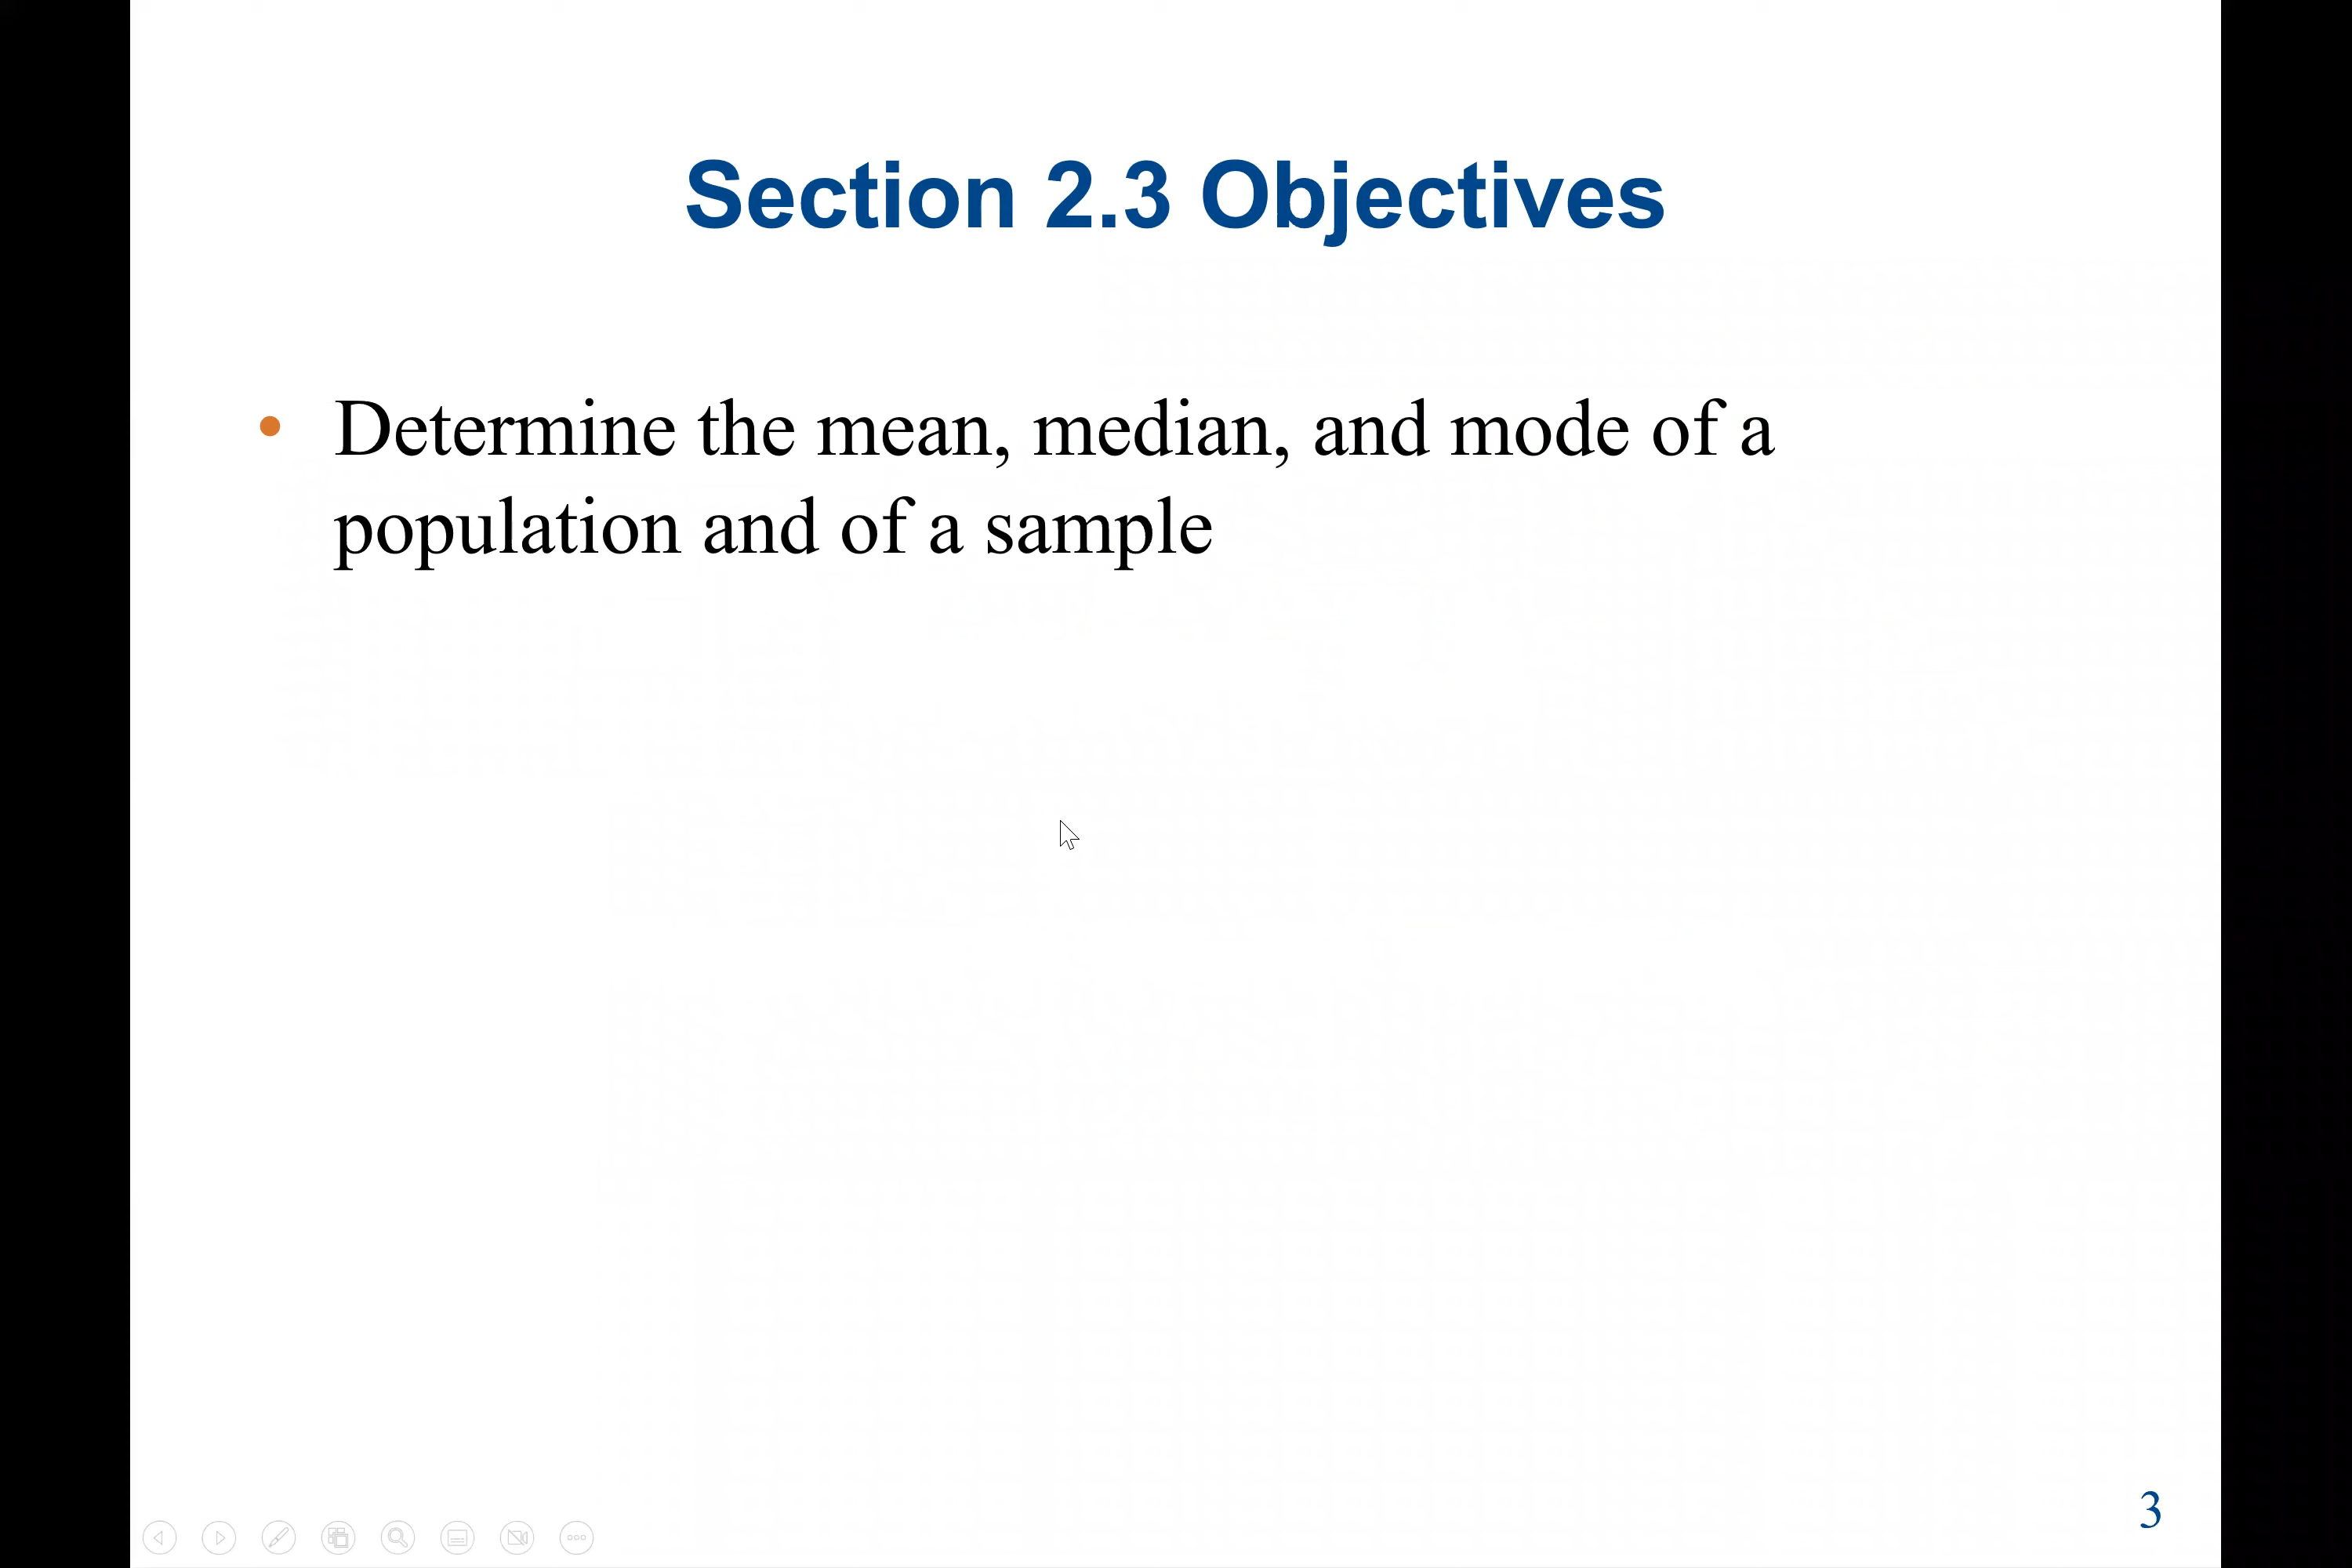 Section 2.3 Objectives
• Determine the mean, median, and mode of a
population and of a sample
3